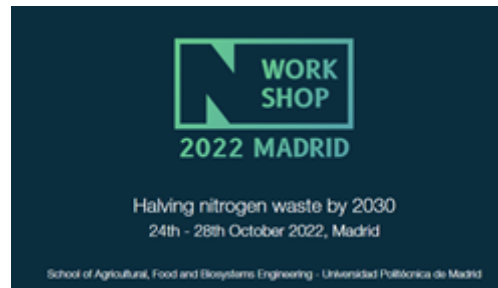 N WORK
SHOP
2022 MADRID
Halving nitrogen waste by 2030
24th - 28th October 2022, Madrid
School of Agricultural, Food and Biosystems Engineering - Universidad Politécnica de Madrid